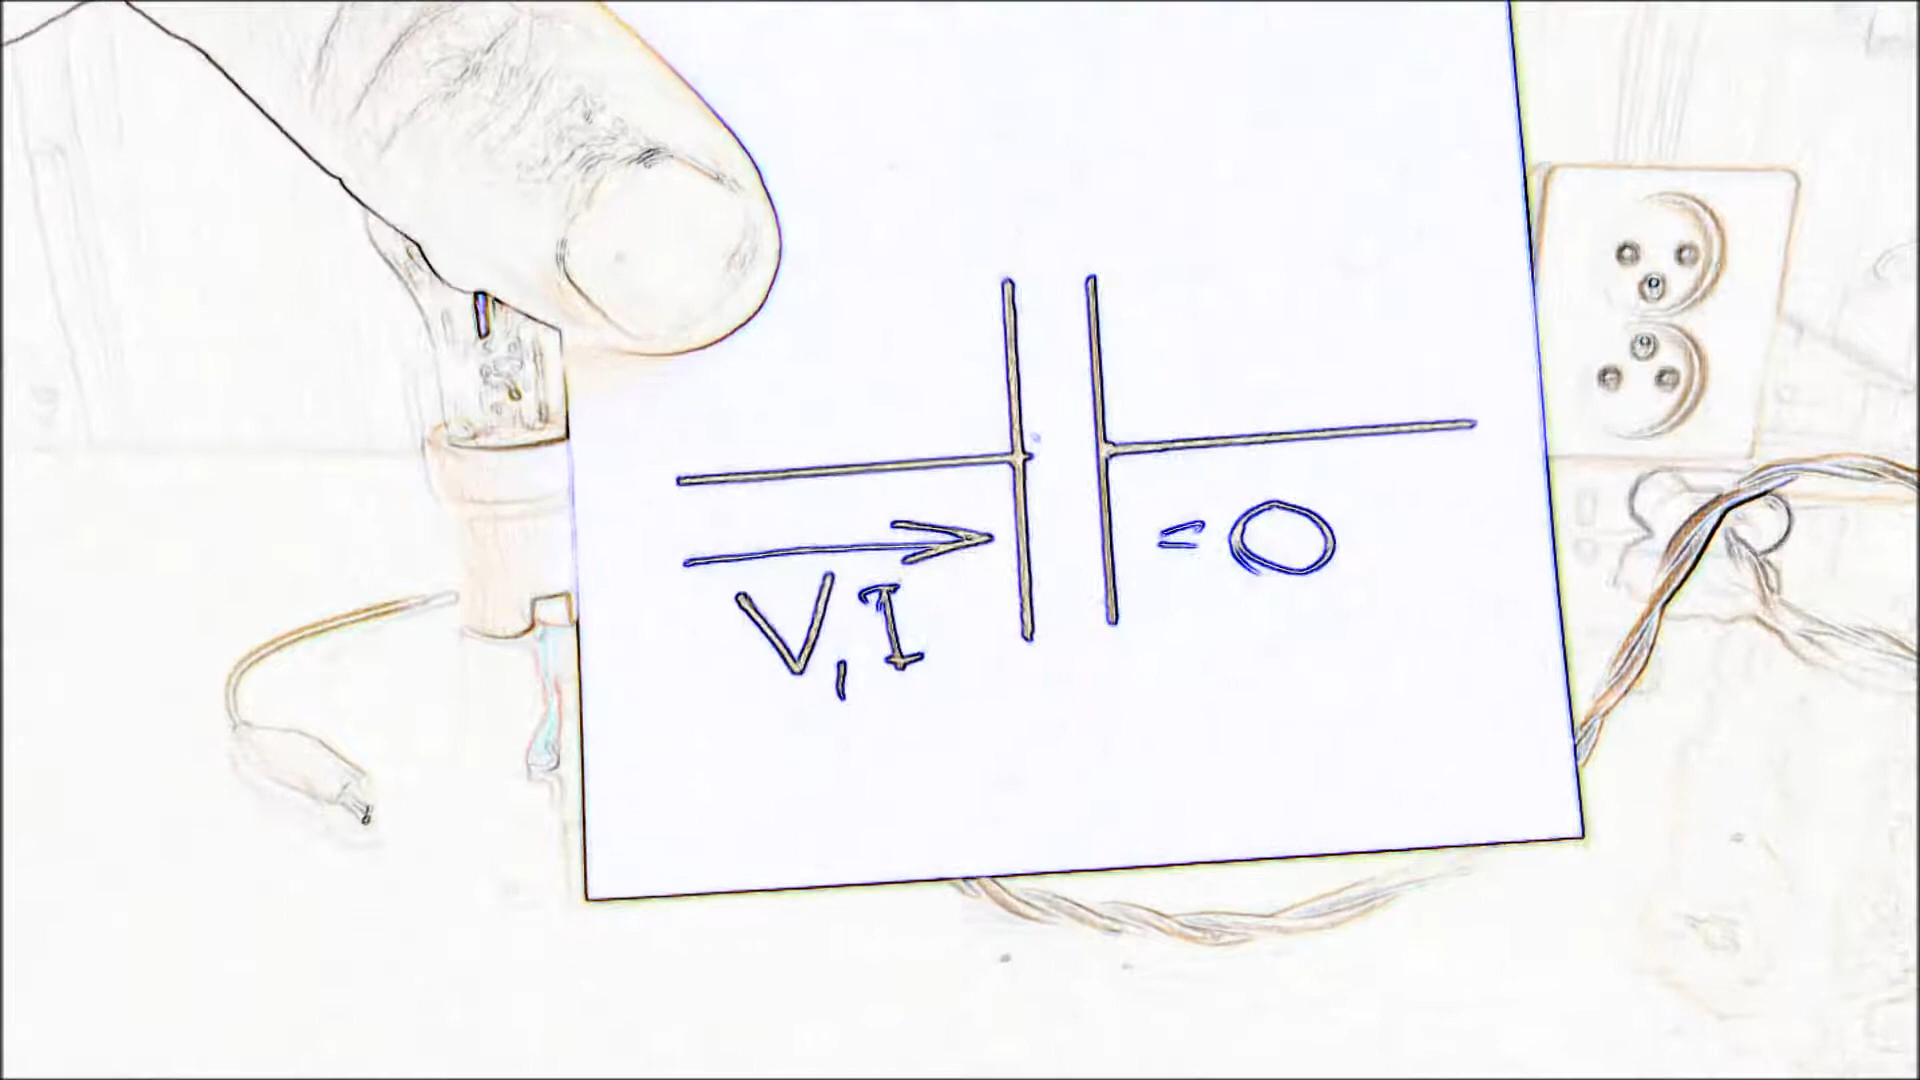 V, I = 0